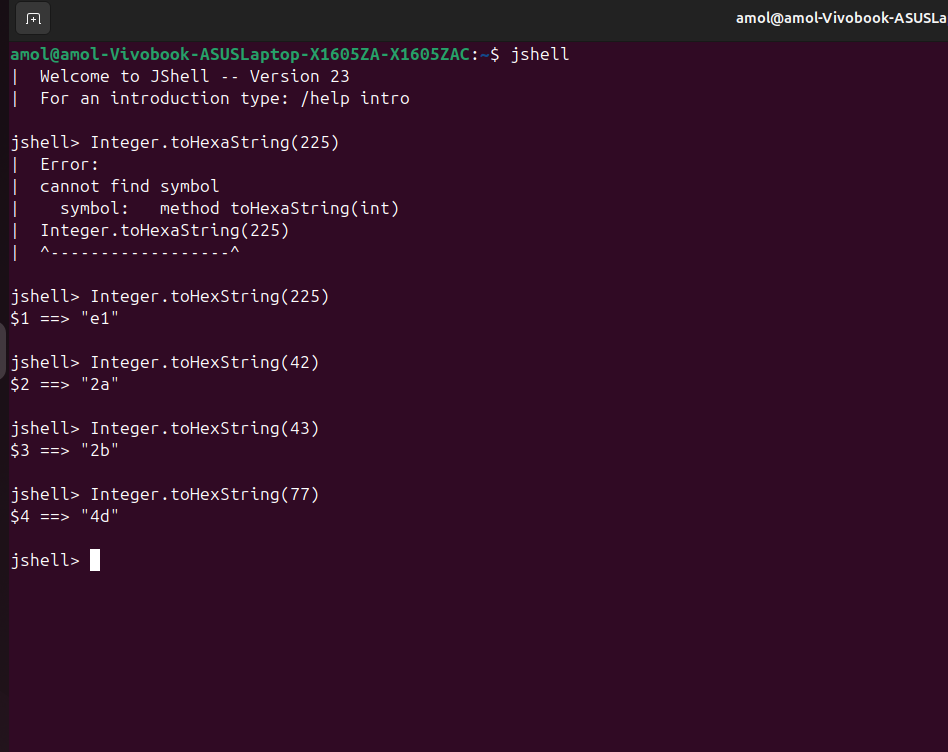 amol@amol-Vivobook-ASUSLa
amol@amol-Vivobook-ASUSLaptop-X1605ZA-X1605ZAC:~$ jshell
|  Welcome to JShell -- Version 23
|  For an introduction type: /help intro
jshell> Integer.toHexaString(225)
|  Error:
|  cannot find symbol
|    symbol:   method toHexaString(int)
|  Integer.toHexaString(225)
|  ^------------------^
jshell> Integer.toHexString(225)
$1 ==> "e1"
jshell> Integer.toHexString(42)
$2 ==> "2a"
jshell> Integer.toHexString(43)
$3 ==> "2b"
jshell> Integer.toHexString(77)
$4 ==> "4d"
jshell>